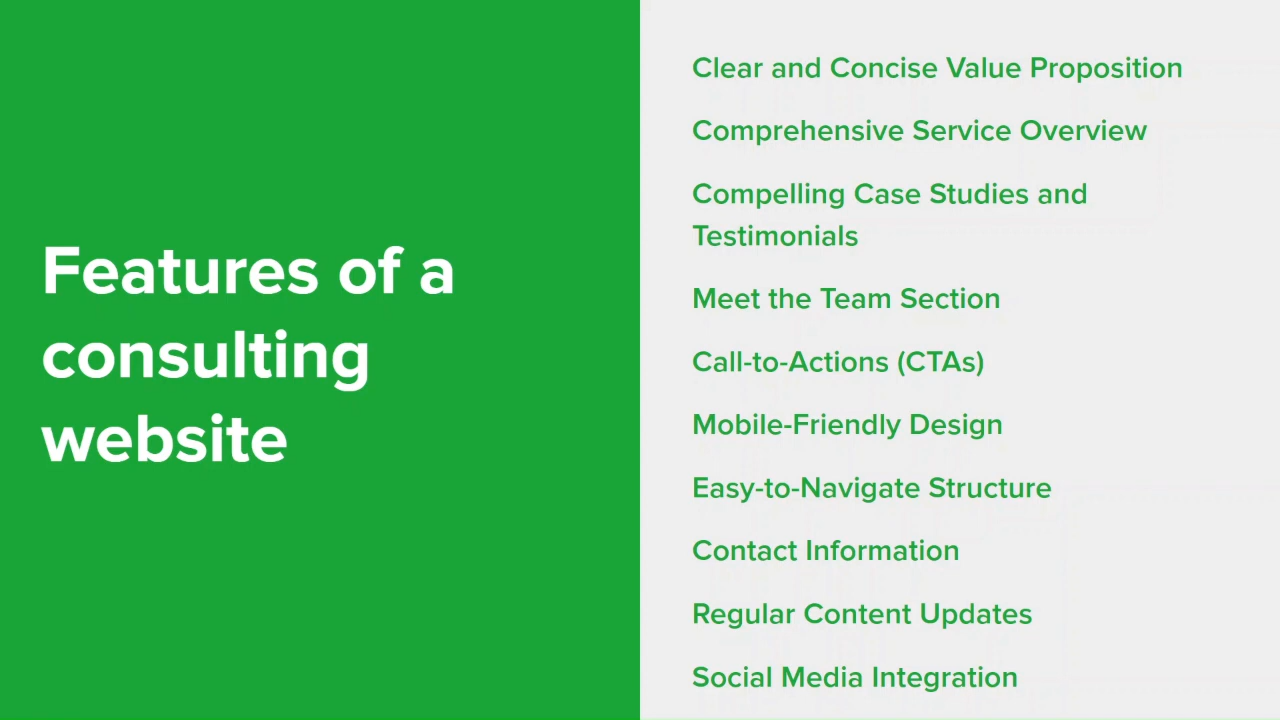 Features of a
consulting
website
Clear and Concise Value Proposition
Comprehensive Service Overview
Compelling Case Studies and
Testimonials
Meet the Team Section
Call-to-Actions (CTAs)
Mobile-Friendly Design
Easy-to-Navigate Structure
Contact Information
Regular Content Updates
Social Media Integration